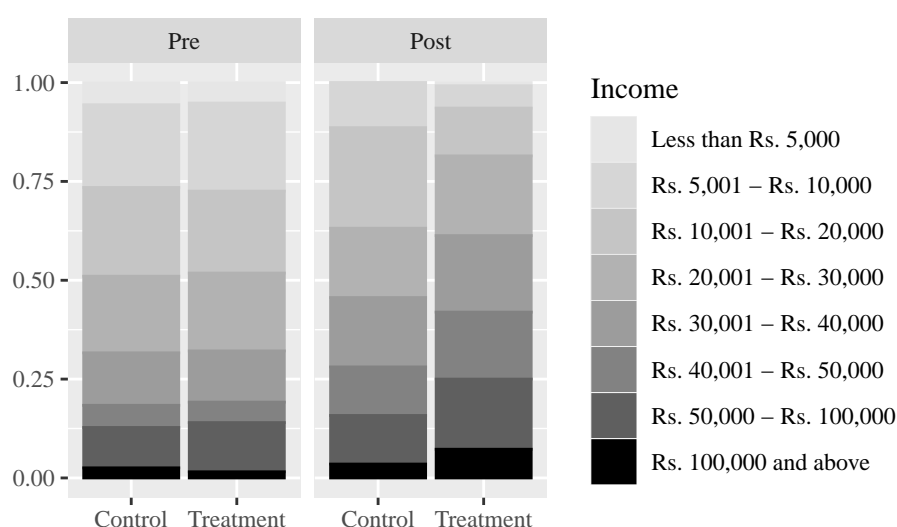 Pre
Post
1.00
0.75
0.50
0.25
0.00
Control
Treatment
Control
Treatment
Income
Less than Rs. 5,000
Rs. 5,001 – Rs. 10,000
Rs. 10,001 – Rs. 20,000
Rs. 20,001 – Rs. 30,000
Rs. 30,001 – Rs. 40,000
Rs. 40,001 – Rs. 50,000
Rs. 50,000 – Rs. 100,000
Rs. 100,000 and above